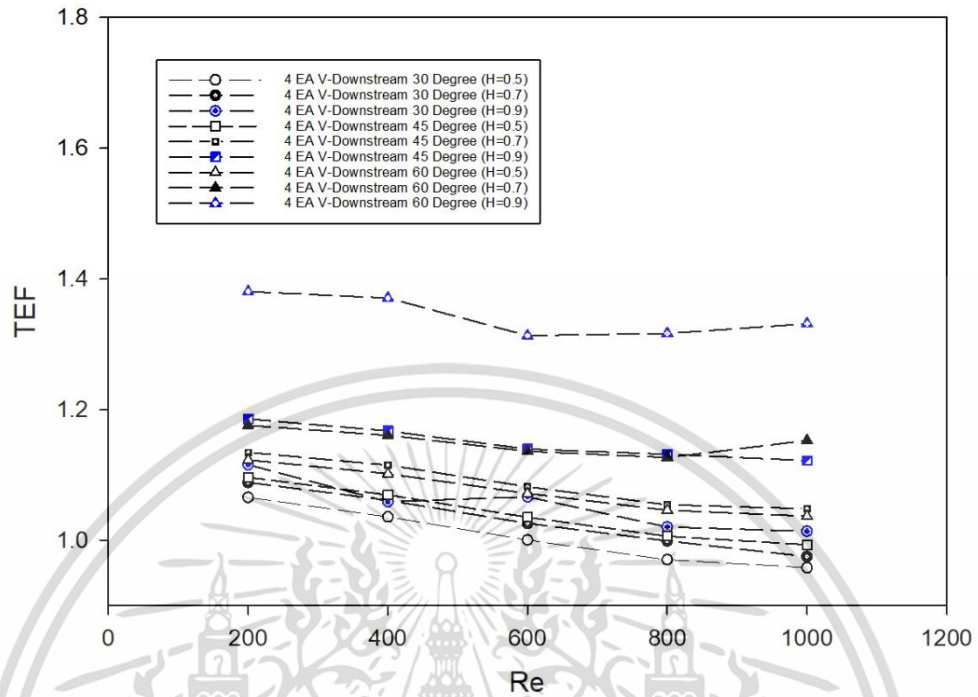 1.8
1.6
1.4
1.2
1.0
TEF
4 EA V-Downstream 30 Degree (H=0.5)
4 EA V-Downstream 30 Degree (H=0.7)
4 EA V-Downstream 30 Degree (H=0.9)
4 EA V-Downstream 45 Degree (H=0.5)
4 EA V-Downstream 45 Degree (H=0.7)
4 EA V-Downstream 45 Degree (H=0.9)
4 EA V-Downstream 60 Degree (H=0.5)
4 EA V-Downstream 60 Degree (H=0.7)
4 EA V-Downstream 60 Degree (H=0.9)
0 200 400 600 800 1000 1200
Re